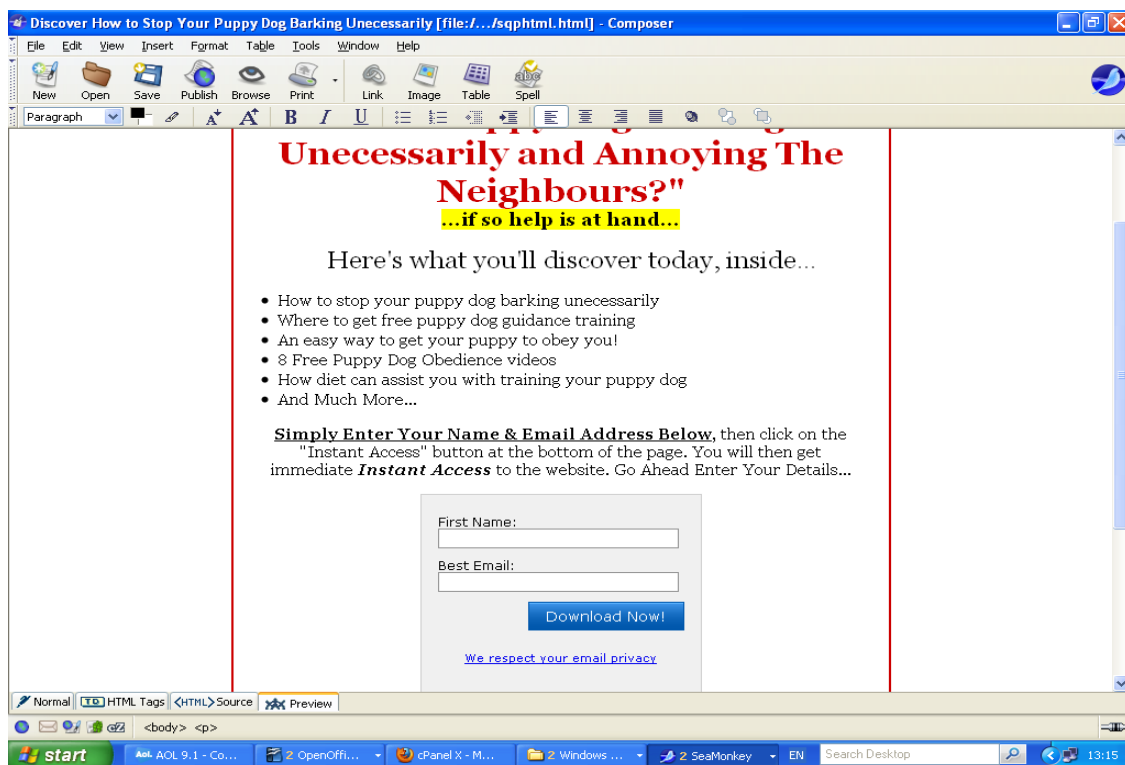 Discover How to Stop Your Puppy Dog Barking Unecessarily [file:/.../sqphtml.html] - Composer
File Edit View Insert Format Table Tools Window Help
New Open Save Publish Browse Print Link Image Table Spell
Paragraph
Unecessarily and Annoying The
Neighbours?"
...if so help is at hand...
Here's what you'll discover today, inside...
How to stop your puppy dog barking unecessarily
Where to get free puppy dog guidance training
An easy way to get your puppy to obey you!
8 Free Puppy Dog Obedience videos
How diet can assist you with training your puppy dog
And Much More...
Simply Enter Your Name & Email Address Below, then click on the
"Instant Access" button at the bottom of the page. You will then get
immediate Instant Access to the website. Go Ahead Enter Your Details...
First Name:
Best Email:
Download Now!
We respect your email privacy
Normal TD HTML Tags <HTML> Source Preview
<body> <p>
start AOL 9.1 - Co... 2 OpenOffi... cPanel X - M... 2 Windows ... 2 SeaMonkey EN Search Desktop 13:15